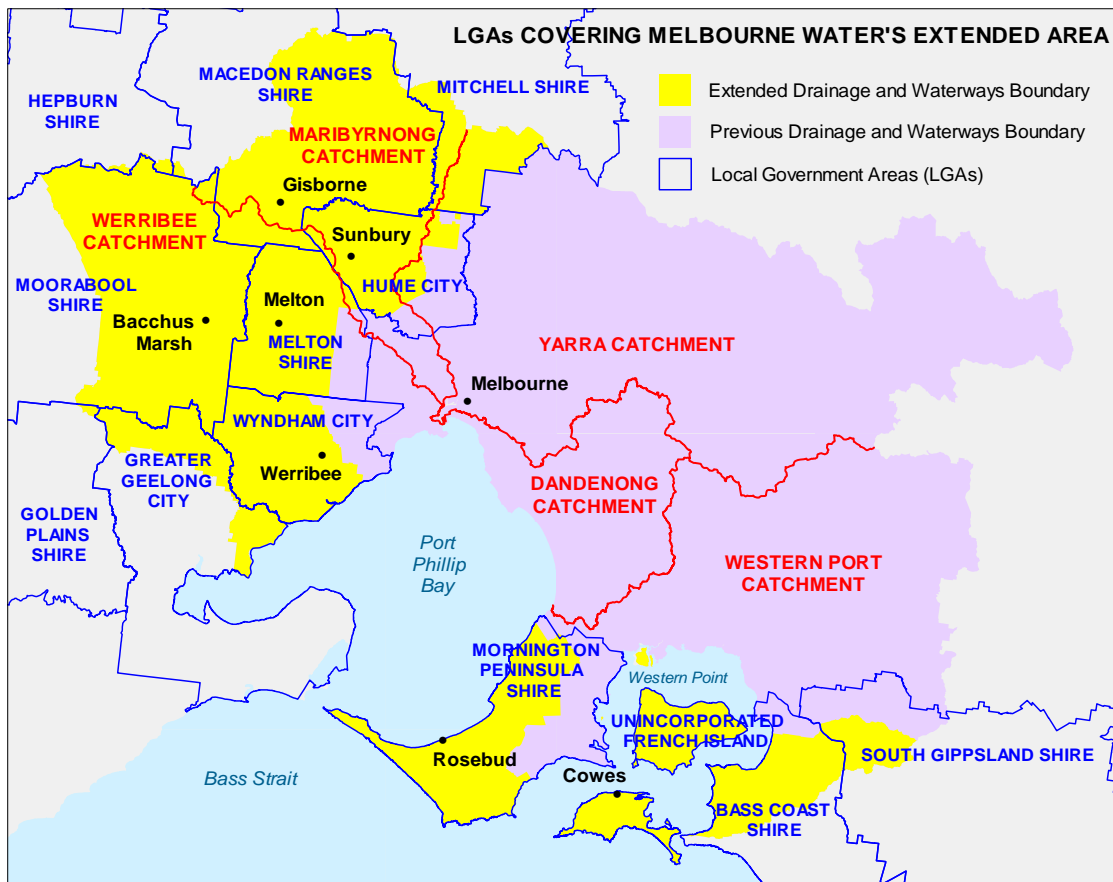 LGAs COVERING MELBOURNE WATER'S EXTENDED AREA
Extended Drainage and Waterways Boundary
Previous Drainage and Waterways Boundary
Local Government Areas (LGAs)
MACEDON RANGES
SHIRE
MITCHELL SHIRE
HEPBURN
SHIRE
MARIBYRNONG
CATCHMENT
Gisborne
WERRIBEE
CATCHMENT
Sunbury
MOORABOOL
SHIRE
HUME CITY
Melton
Bacchus
Marsh
MELTON
SHIRE
YARRA CATCHMENT
Melbourne
WYNDHAM CITY
Werribee
GREATER
GEELONG
CITY
DANDENONG
CATCHMENT
GOLDEN
PLAINS
SHIRE
Port
Phillip
Bay
WESTERN PORT
CATCHMENT
MORNINGTON
PENINSULA
SHIRE
Western Point
UNINCORPORATED
FRENCH ISLAND
Rosebud
SOUTH GIPPSLAND SHIRE
Bass Strait
Cowes
BASS COAST
SHIRE